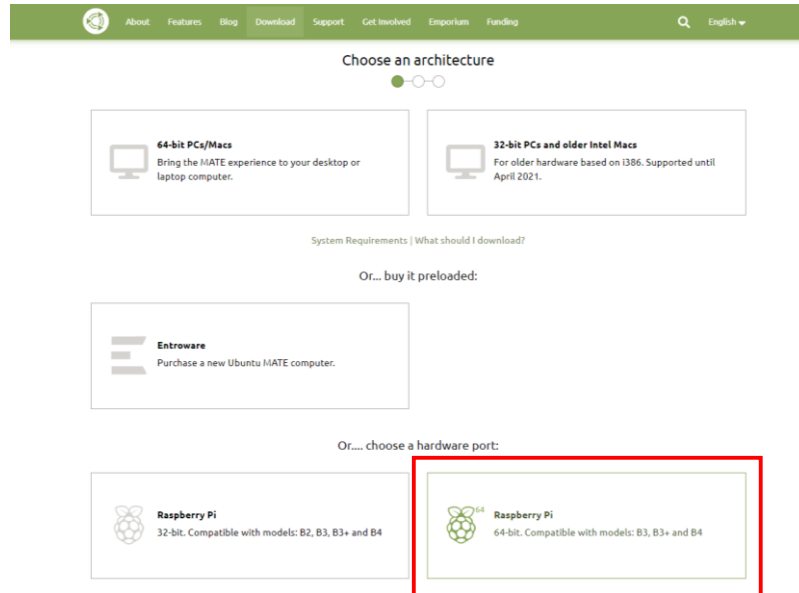 About Features Blog Download Support Get Involved Emporium Funding English
Choose an architecture
64-bit PCs/Macs
Bring the MATE experience to your desktop or
laptop computer.
32-bit PCs and older Intel Macs
For older hardware based on i386. Supported until
April 2021.
System Requirements | What should I download?
Or... buy it preloaded:
Entroware
Purchase a new Ubuntu MATE computer.
Or.... choose a hardware port:
Raspberry Pi
32-bit. Compatible with models: B2, B3, B3+ and B4
64
Raspberry Pi
64-bit. Compatible with models: B3, B3+ and B4